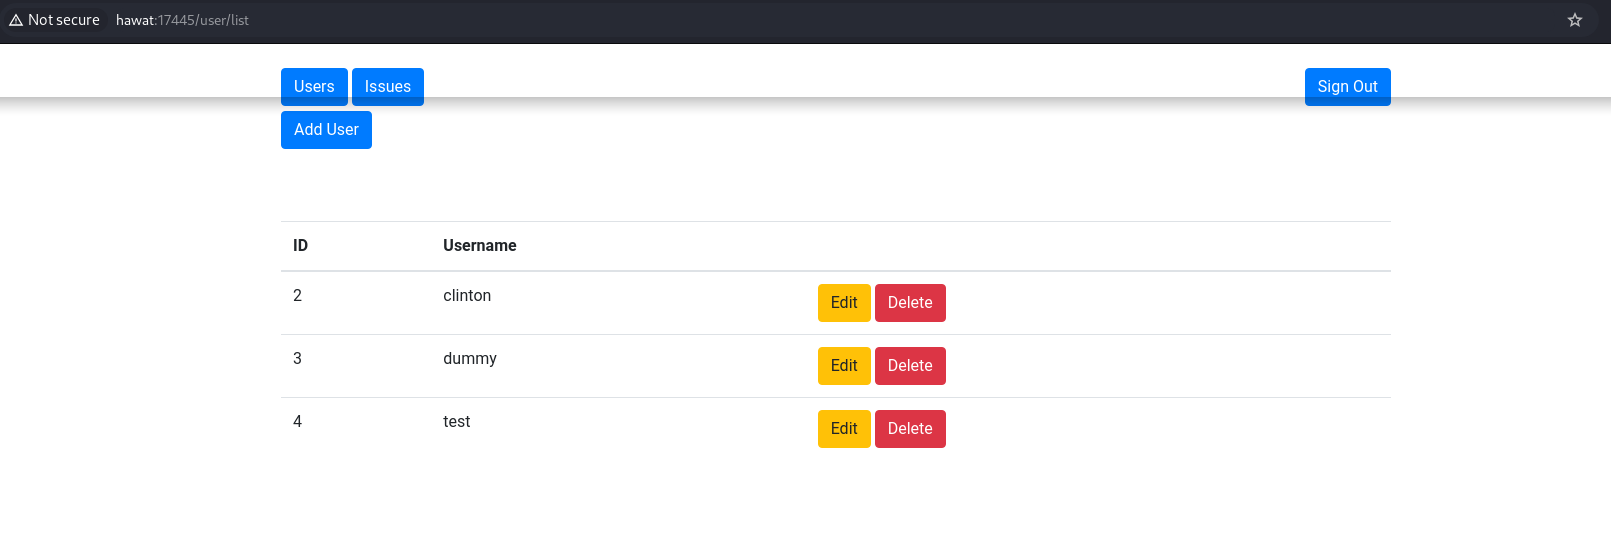 Not secure hawat:17445/user/list
Users Issues Sign Out
Add User
ID Username
2 clinton Edit Delete
3 dummy Edit Delete
4 test Edit Delete